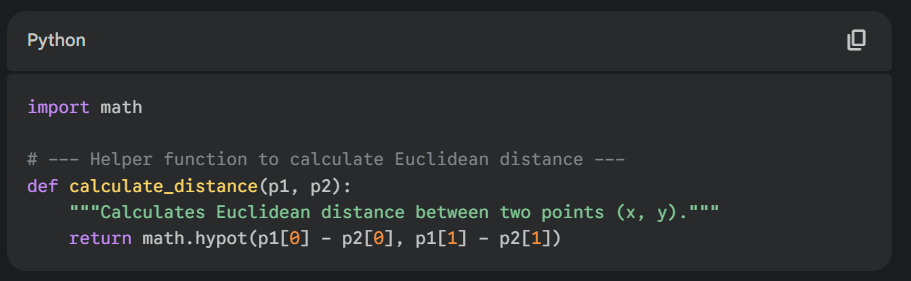 Python
import math
# --- Helper function to calculate Euclidean distance ---
def calculate_distance(p1, p2):
    """Calculates Euclidean distance between two points (x, y)."""
    return math.hypot(p1[0] - p2[0], p1[1] - p2[1])